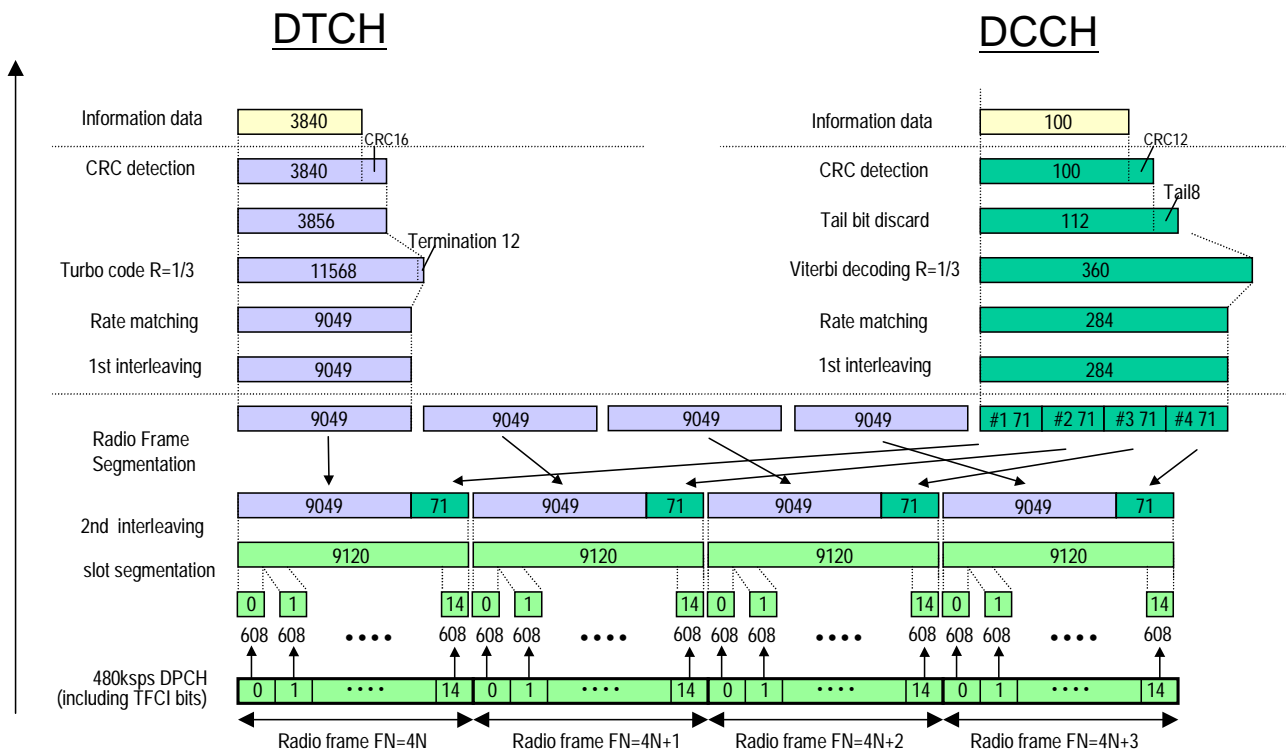 DTCH DCCH
Information data 3840 Information data 100
CRC16 CRC12
CRC detection 3840 CRC detection 100
Tail8
3856 Tail bit discard 112
Termination 12
Turbo code R=1/3 11568 Viterbi decoding R=1/3 360
Rate matching 9049 Rate matching 284
1st interleaving 9049 1st interleaving 284
9049 9049 9049 9049 #1 71 #2 71 #3 71 #4 71
Radio Frame
Segmentation
9049 71 9049 71 9049 71 9049 71
2nd interleaving
9120 9120 9120 9120
slot segmentation
0 1 14 0 1 14 0 1 14 0 1 14
608 608 •••• 608 608 608 •••• 608 608 608 •••• 608 608 608 •••• 608
480ksps DPCH
(including TFCI bits)
0 1 •••• 14 0 1 •••• 14 0 1 •••• 14 0 1 •••• 14
Radio frame FN=4N Radio frame FN=4N+1 Radio frame FN=4N+2 Radio frame FN=4N+3